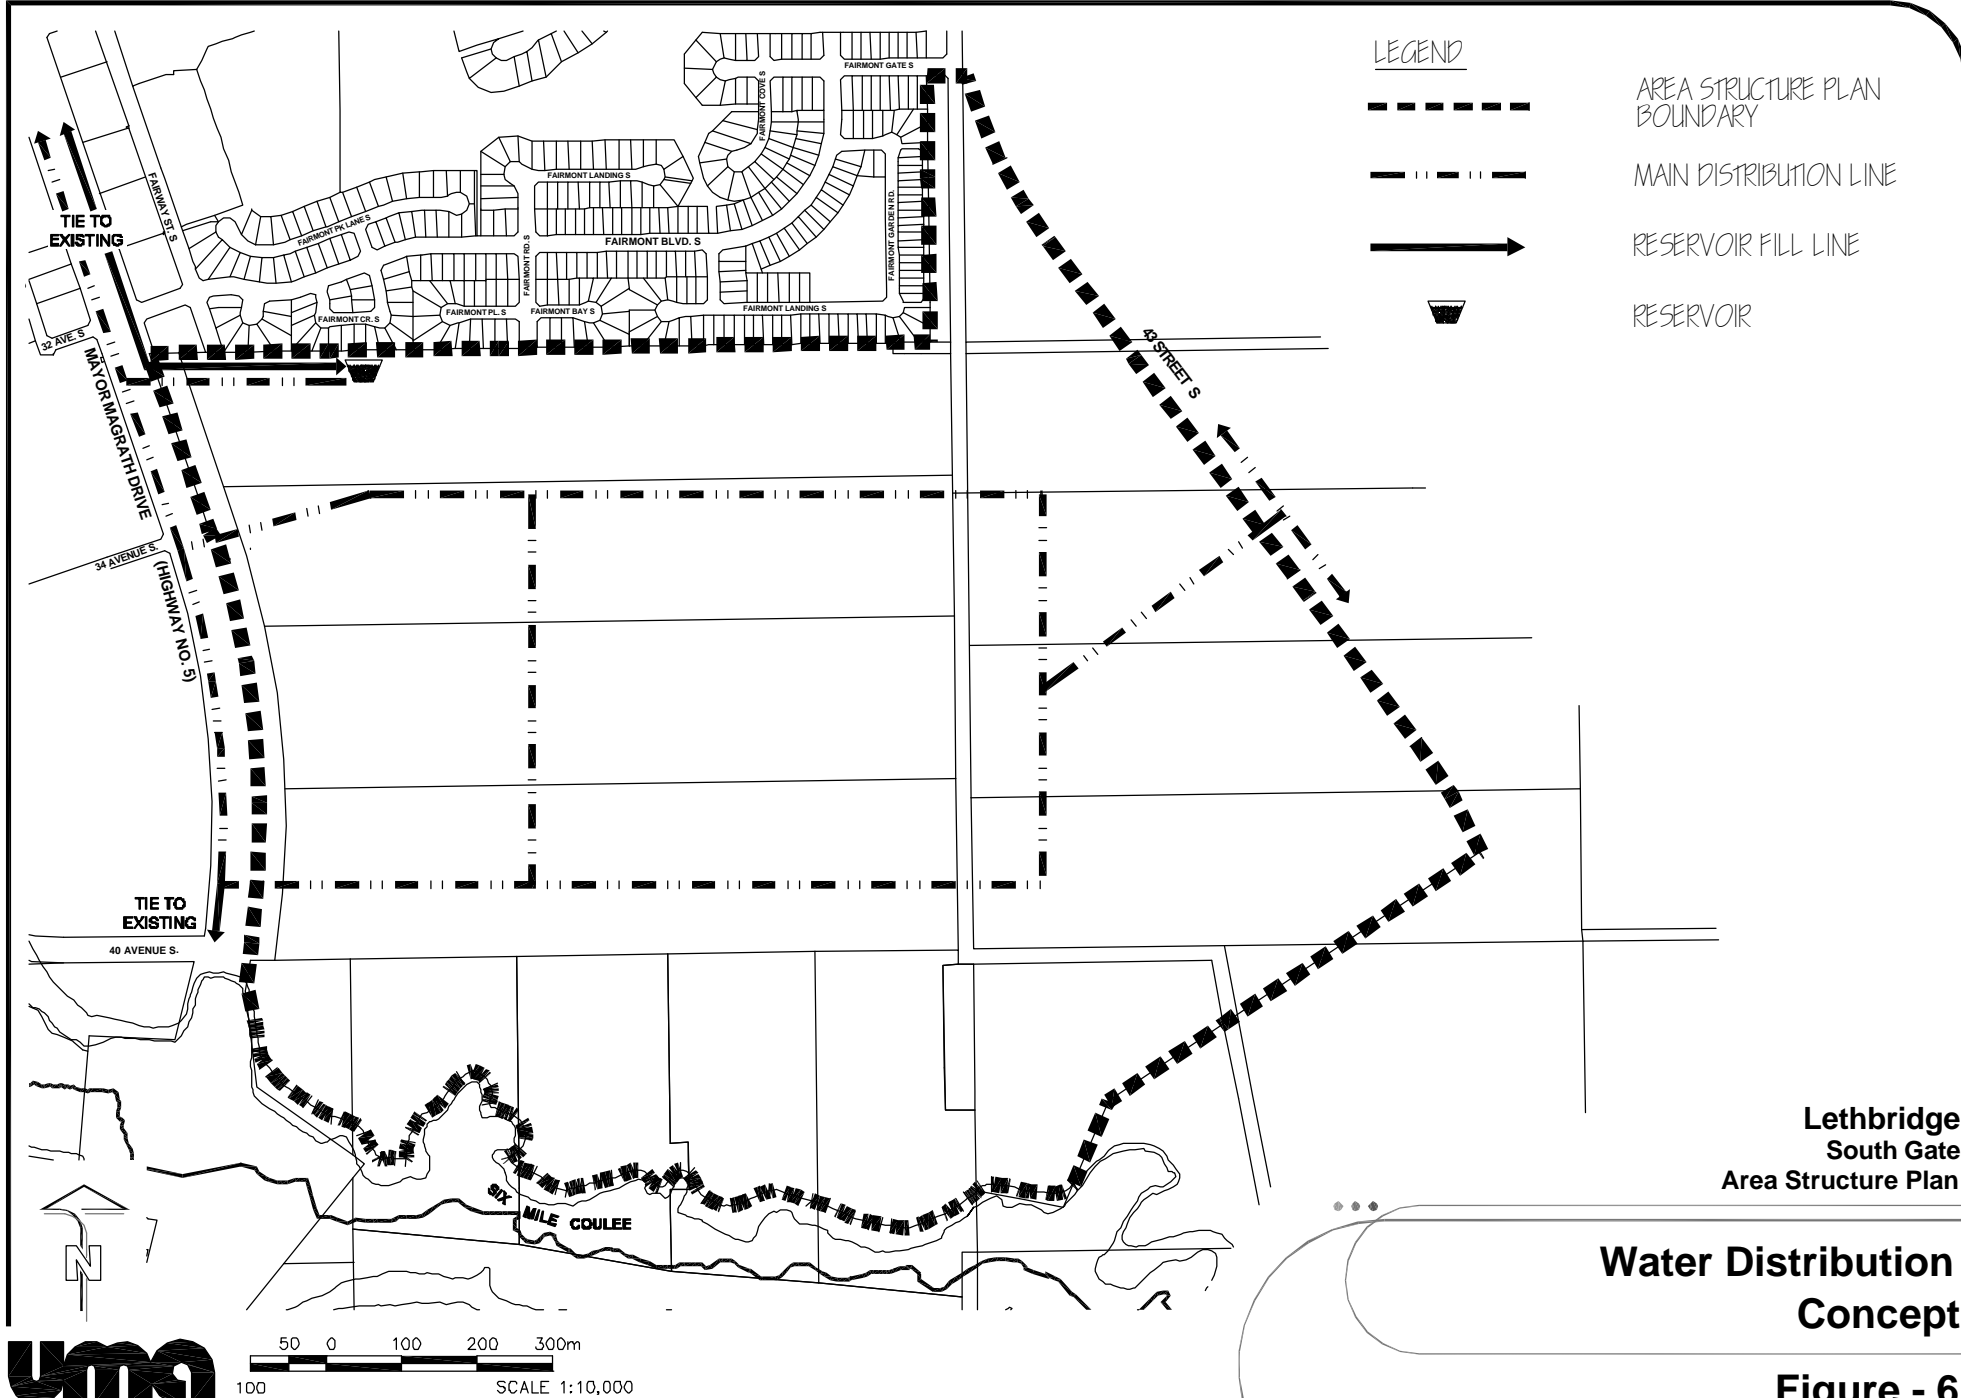 LEGEND
AREA STRUCTURE PLAN
BOUNDARY
MAIN DISTRIBUTION LINE
RESERVOIR FILL LINE
RESERVOIR
FAIRMONT GATE S
FAIRMONT COVE S
FAIRWAY ST. S
FAIRMONT LANDING S
FAIRMONT PK LANE S
FAIRMONT BLVD. S
FAIRMONT RD. S
FAIRMONT GARDEN RD.
TIE TO
EXISTING
FAIRMONT CR. S
FAIRMONT PL. S
FAIRMONT BAY S
FAIRMONT LANDING S
32 AVE. S
MAYOR MAGRATH DRIVE
43 STREET S
34 AVENUE S.
(HIGHWAY NO. 5)
TIE TO
EXISTING
40 AVENUE S.
SIX
MILE COULEE
N
Lethbridge
South Gate
Area Structure Plan
Water Distribution
Concept
Figure - 6
uma
50 0 100 200 300m
100
SCALE 1:10,000